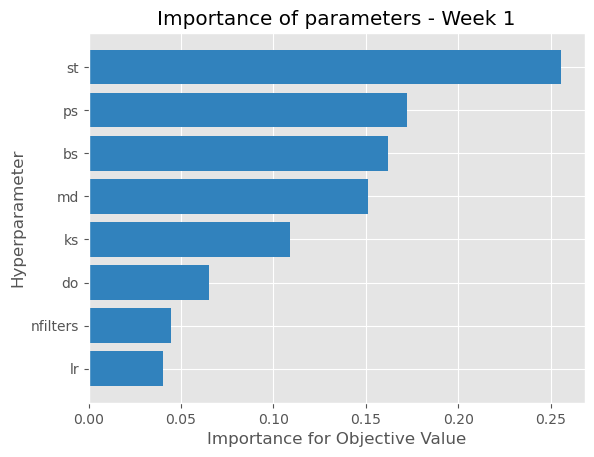 Importance of parameters - Week 1
Hyperparameter
st
ps
bs
md
ks
do
nfilters
lr
0.00 0.05 0.10 0.15 0.20 0.25
Importance for Objective Value